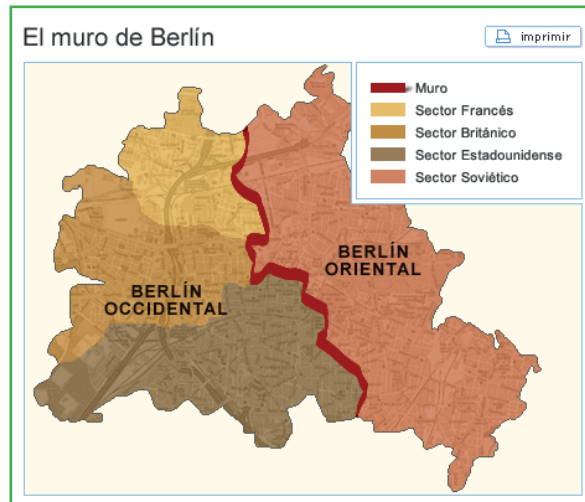 El muro de Berlín
imprimir
Muro
Sector Francés
Sector Británico
Sector Estadounidense
Sector Soviético
BERLÍN
ORIENTAL
BERLÍN
OCCIDENTAL